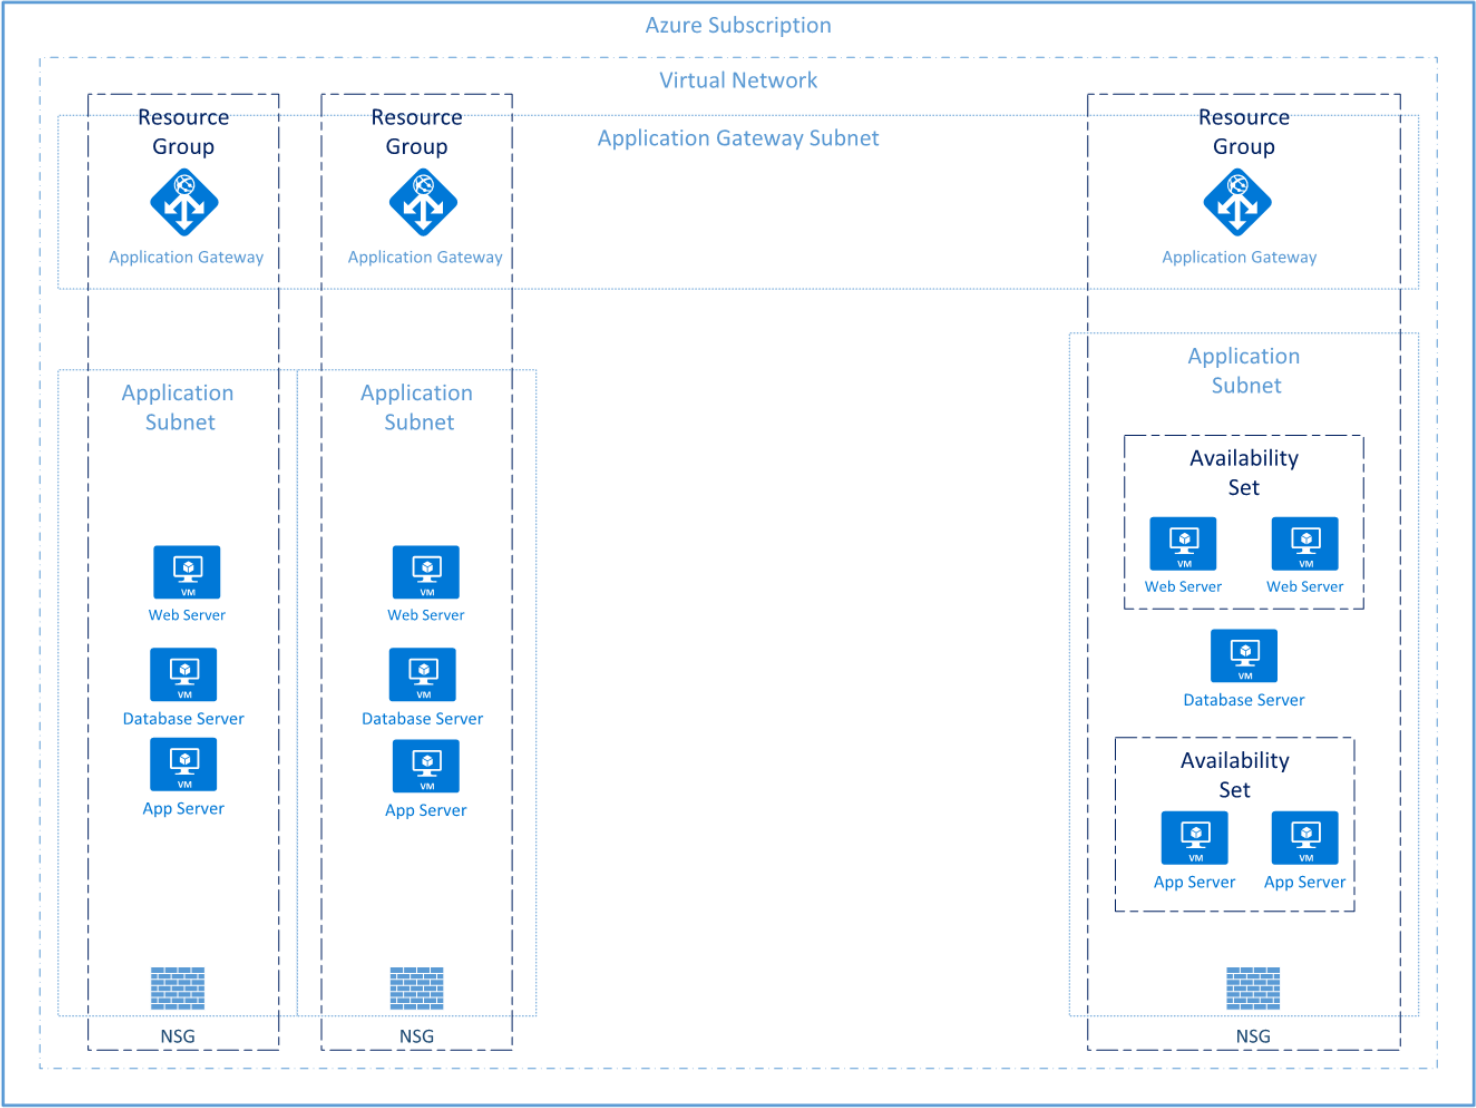 Azure Subscription
Virtual Network
Resource
Group
Application Gateway
Resource
Group
Application Gateway
Application Gateway Subnet
Resource
Group
Application Gateway
Application
Subnet
VM
Web Server
VM
Database Server
VM
App Server
NSG
Application
Subnet
VM
Web Server
VM
Database Server
VM
App Server
NSG
Application
Subnet
Availability
Set
VM
Web Server
VM
Web Server
VM
Database Server
Availability
Set
VM
App Server
VM
App Server
NSG